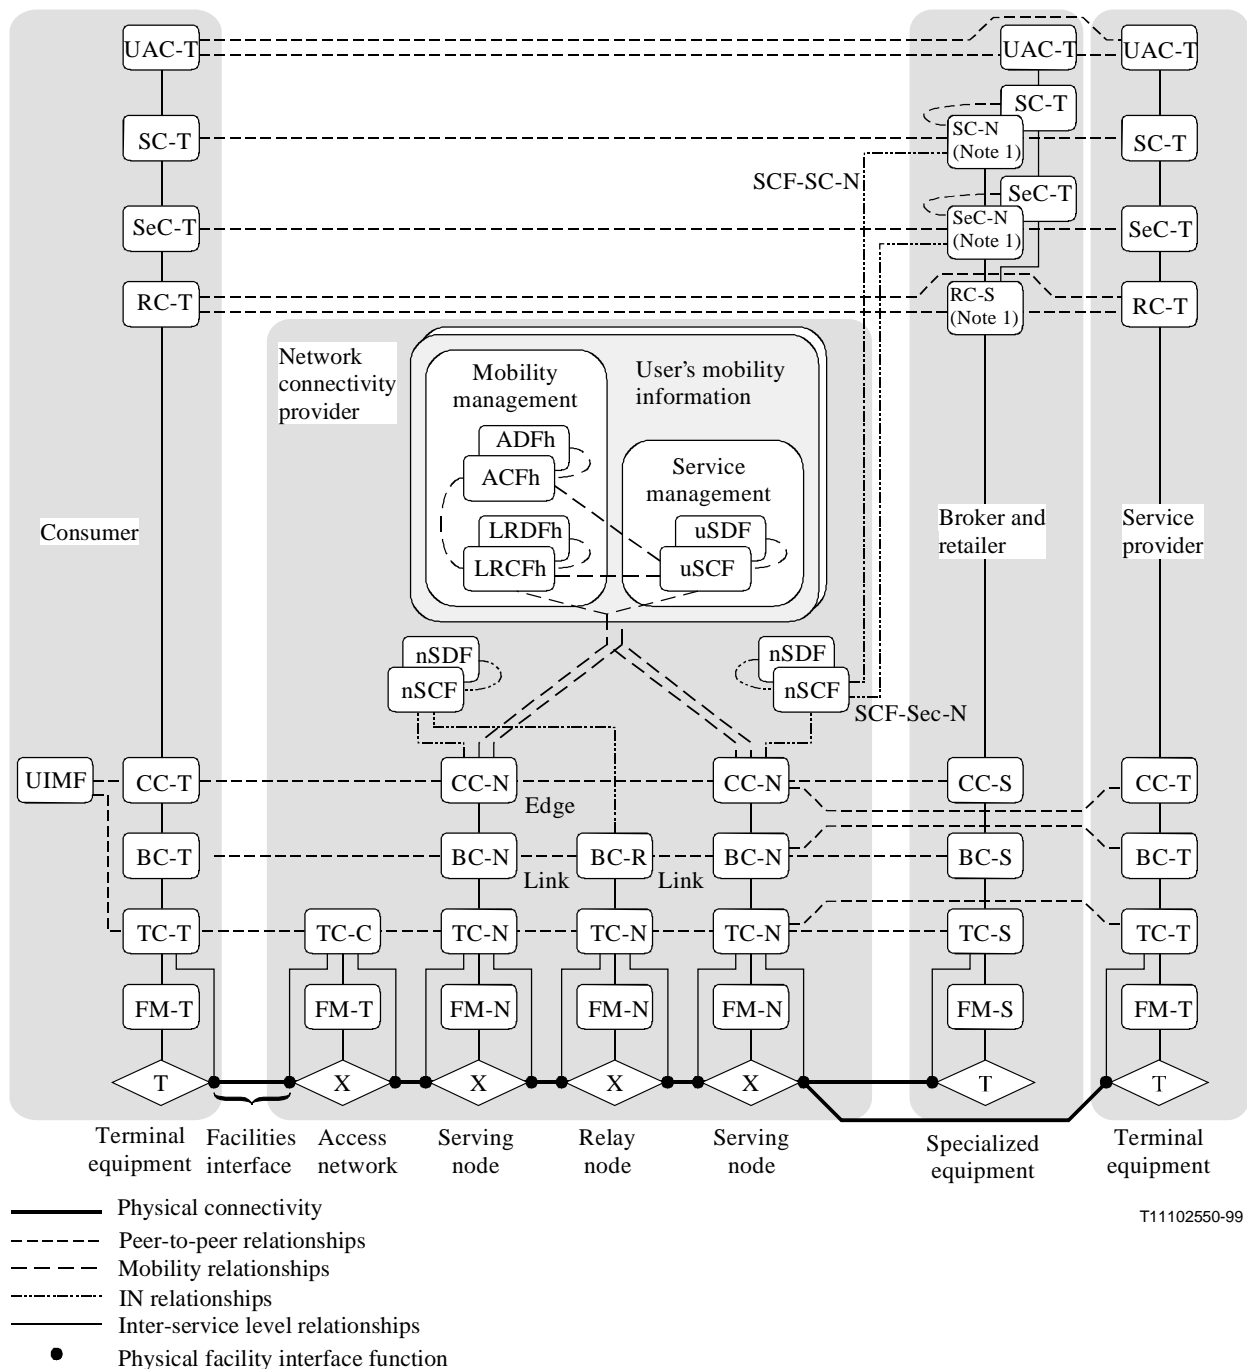 UAC-T
UAC-T
UAC-T
SC-T
SC-T
SC-N
(Note 1)
SC-T
SCF-SC-N
SeC-T
SeC-T
SeC-N
(Note 1)
SeC-T
RC-T
RC-S
(Note 1)
RC-T
Network
connectivity
provider
Mobility
management
User's mobility
information
ADFh
ACFh
Service
management
LRDFh
LRCFh
uSDF
uSCF
Consumer
Broker and
retailer
Service
provider
nSDF
nSCF
nSDF
nSCF
SCF-Sec-N
UIMF
CC-T
CC-N
CC-N
CC-S
CC-T
Edge
BC-T
BC-N
BC-R
BC-N
BC-S
BC-T
Link
Link
TC-T
TC-C
TC-N
TC-N
TC-N
TC-S
TC-T
FM-T
FM-T
FM-N
FM-N
FM-N
FM-S
FM-T
T
X
X
X
X
T
T
Terminal
equipment
Facilities
interface
Access
network
Serving
node
Relay
node
Serving
node
Specialized
equipment
Terminal
equipment
T11102550-99
Physical connectivity
Peer-to-peer relationships
Mobility relationships
IN relationships
Inter-service level relationships
Physical facility interface function